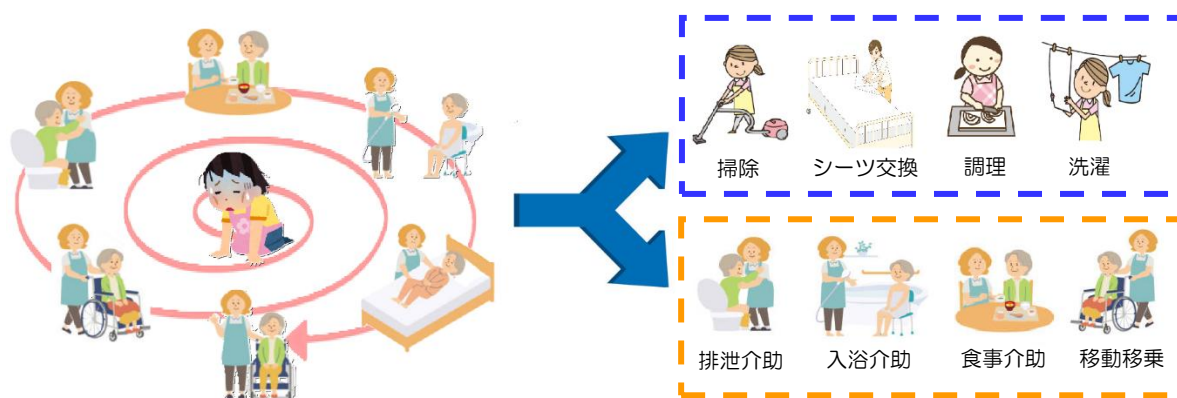 掃除
シーツ交換
調理
洗濯
排泄介助
入浴介助
食事介助
移動移乗